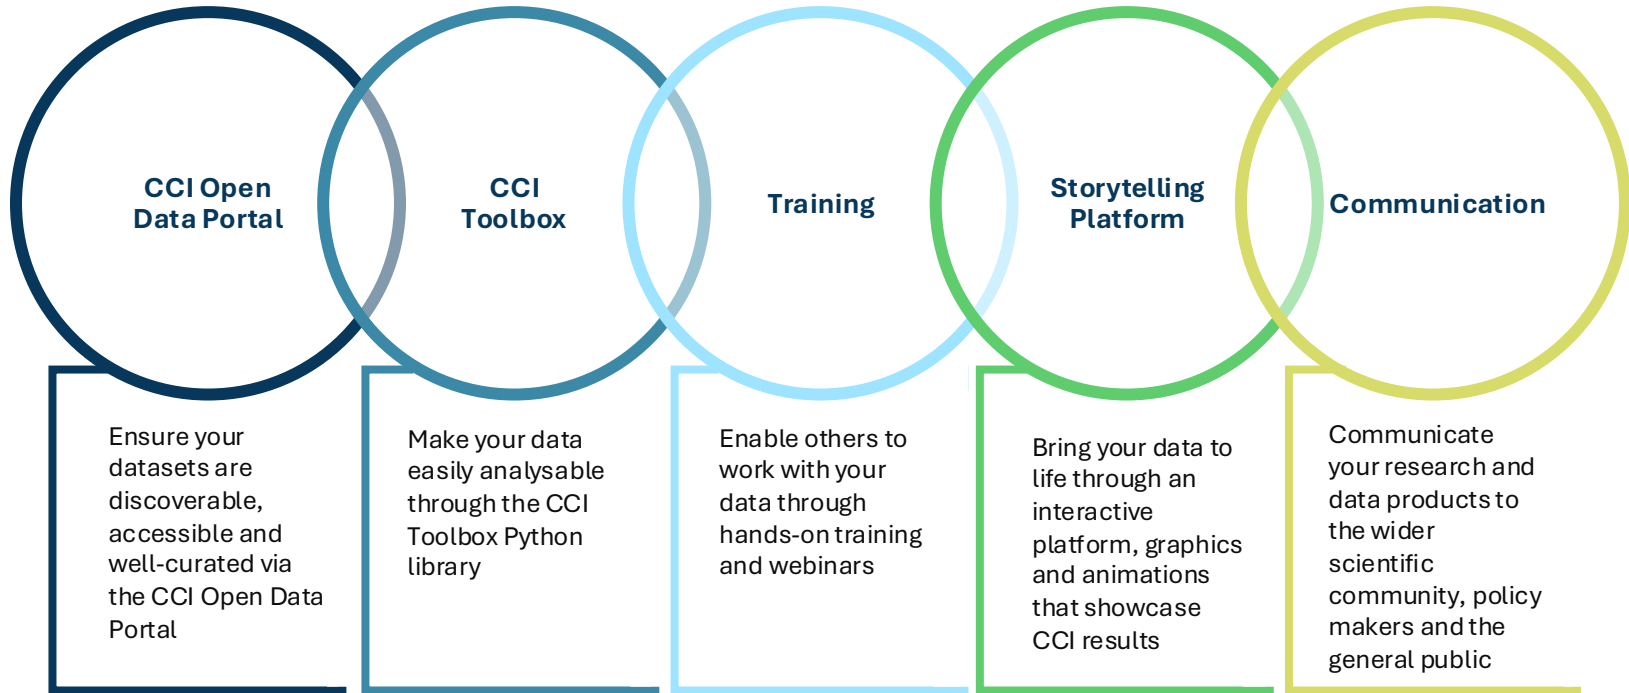 CCI Open
Data Portal
CCI
Toolbox
Training
Storytelling
Platform
Communication
Ensure your
datasets are
discoverable,
accessible and
well-curated via
the CCI Open Data
Portal
Make your data
easily analysable
through the CCI
Toolbox Python
library
Enable others to
work with your
data through
hands-on training
and webinars
Bring your data to
life through an
interactive
platform, graphics
and animations
that showcase
CCI results
Communicate
your research and
data products to
the wider
scientific
community, policy
makers and the
general public